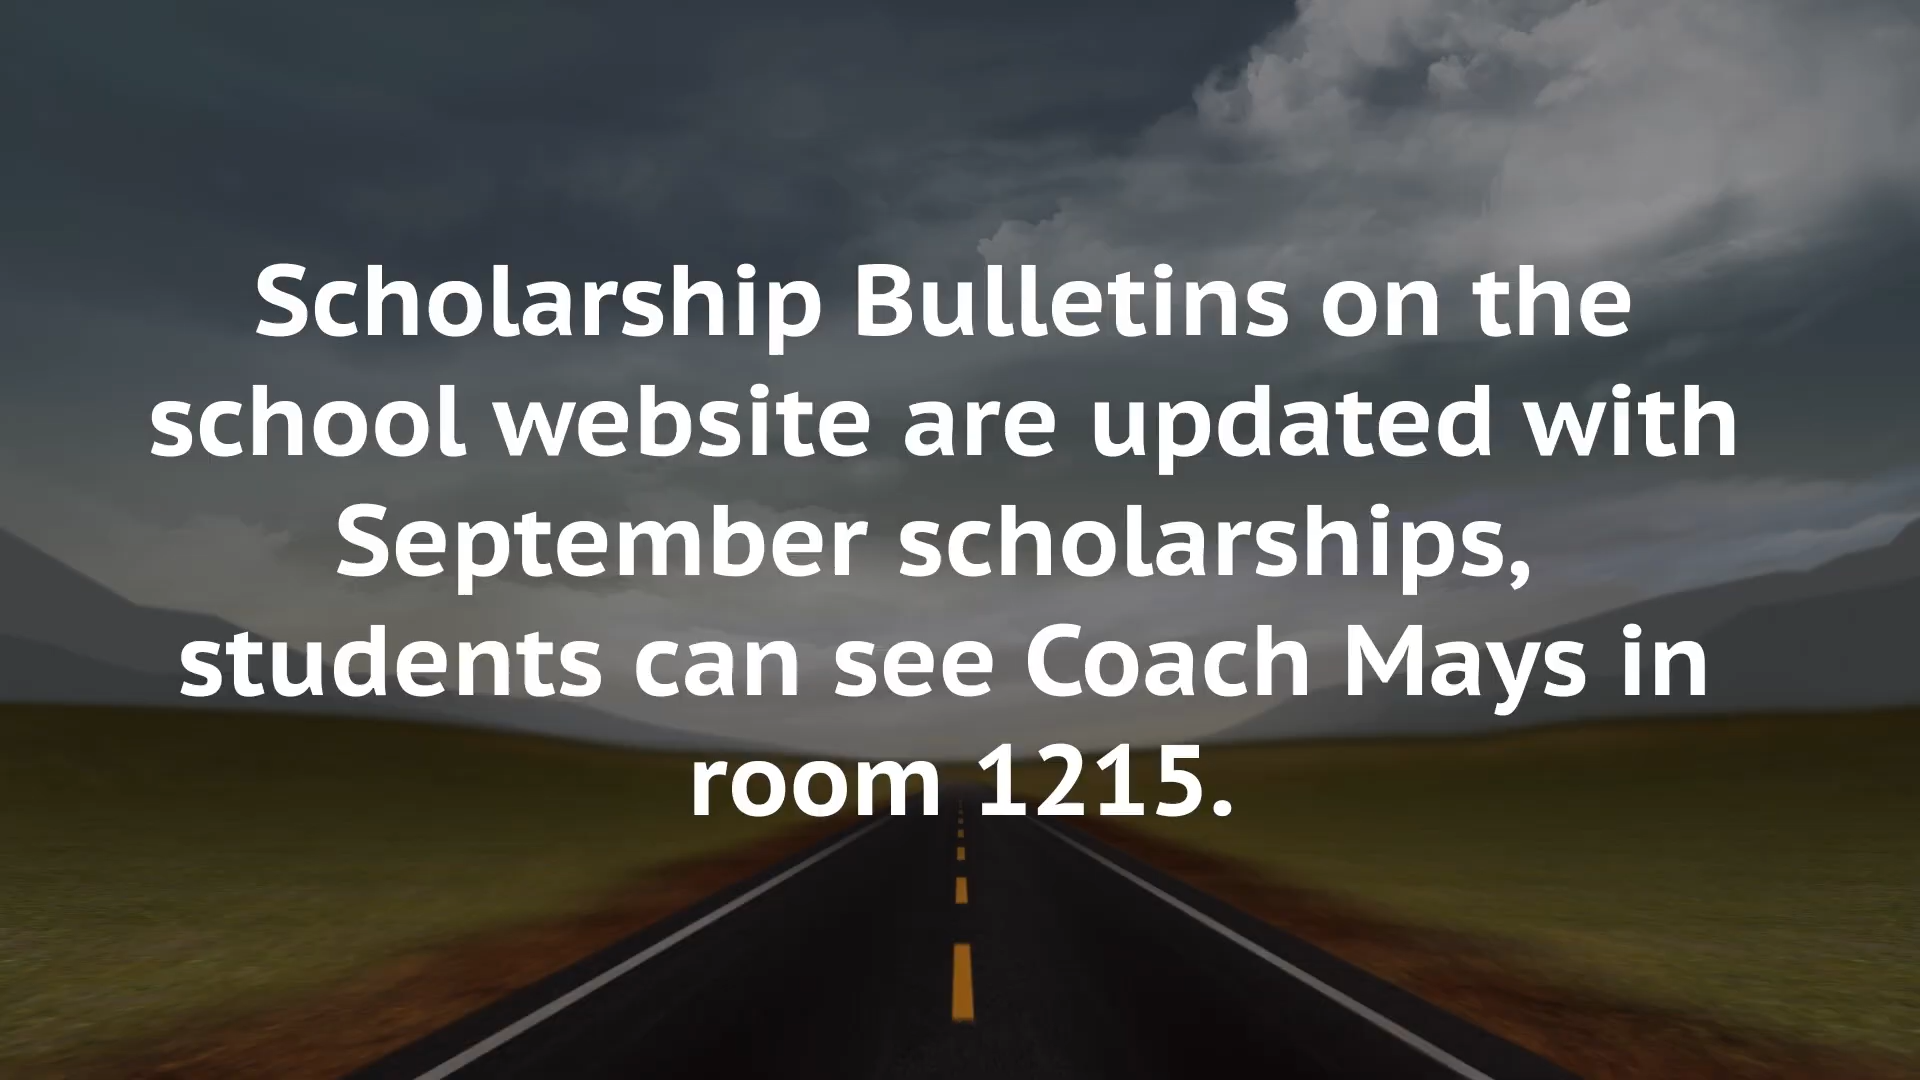 Scholarship Bulletins on the
school website are updated with
September scholarships,
students can see Coach Mays in
room 1215.